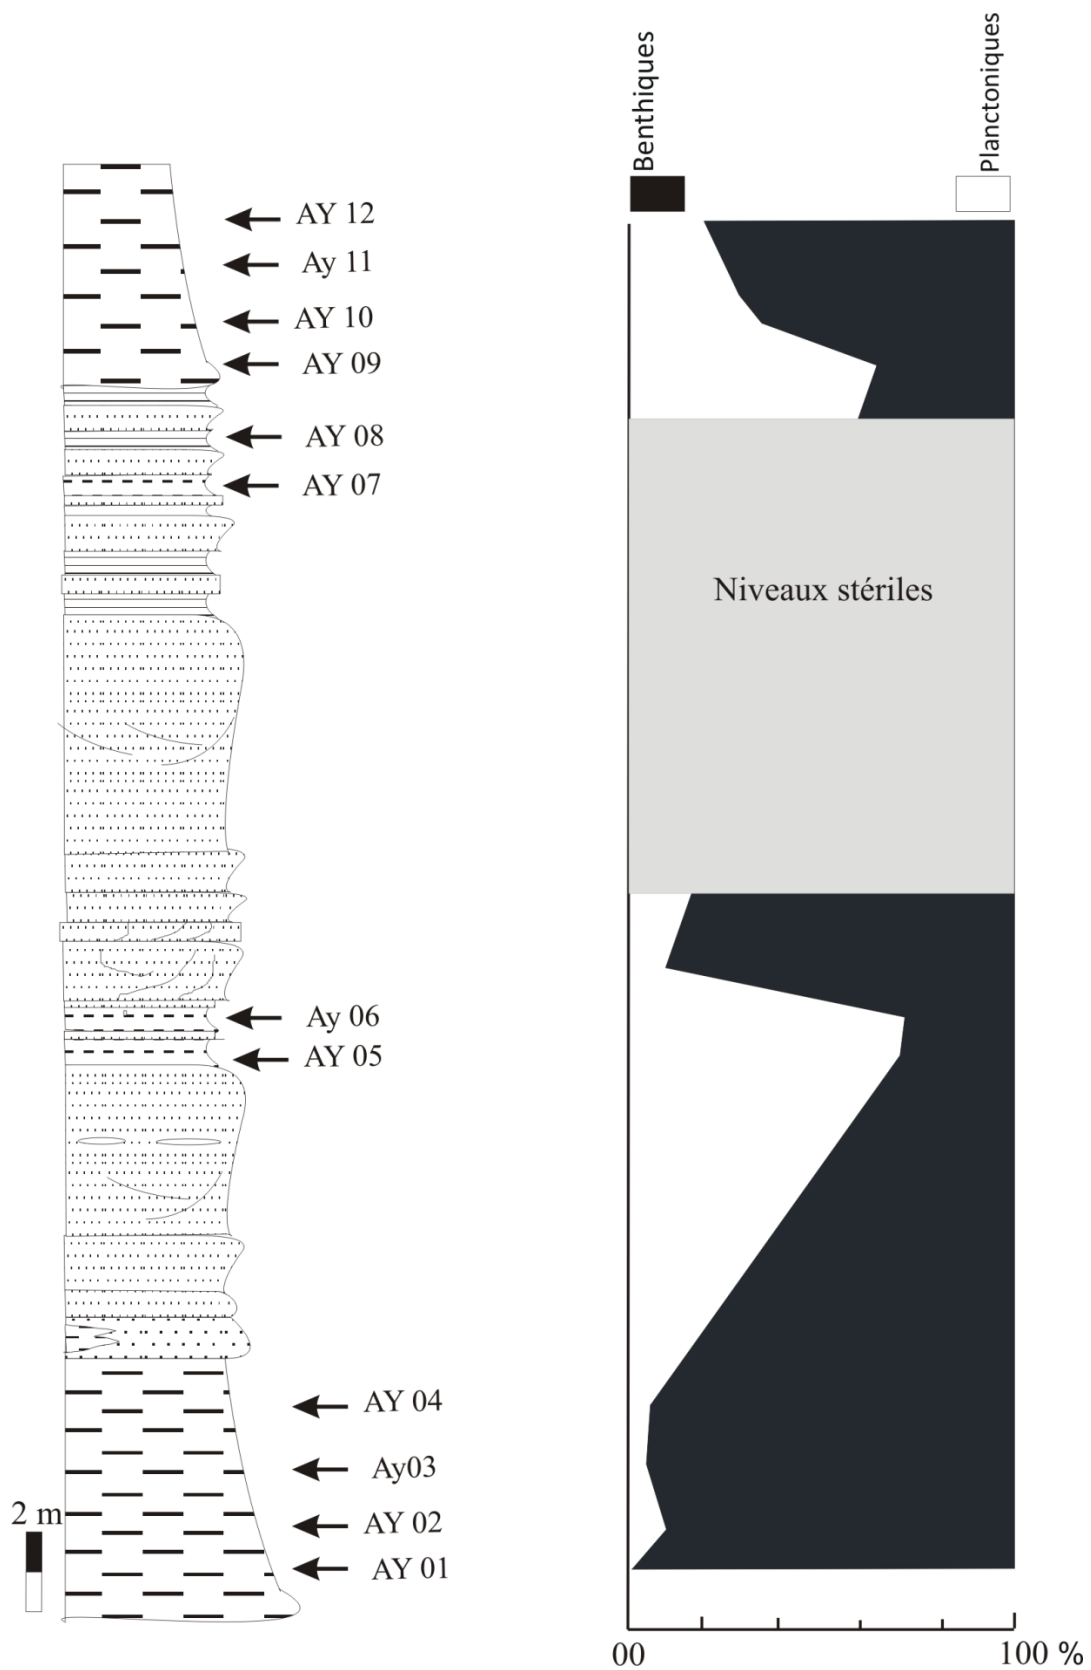 Benthiques
Planctoniques
AY 12
Ay 11
AY 10
AY 09
AY 08
AY 07
Niveaux stériles
Ay 06
AY 05
AY 04
Ay03
AY 02
AY 01
2 m
00
100 %